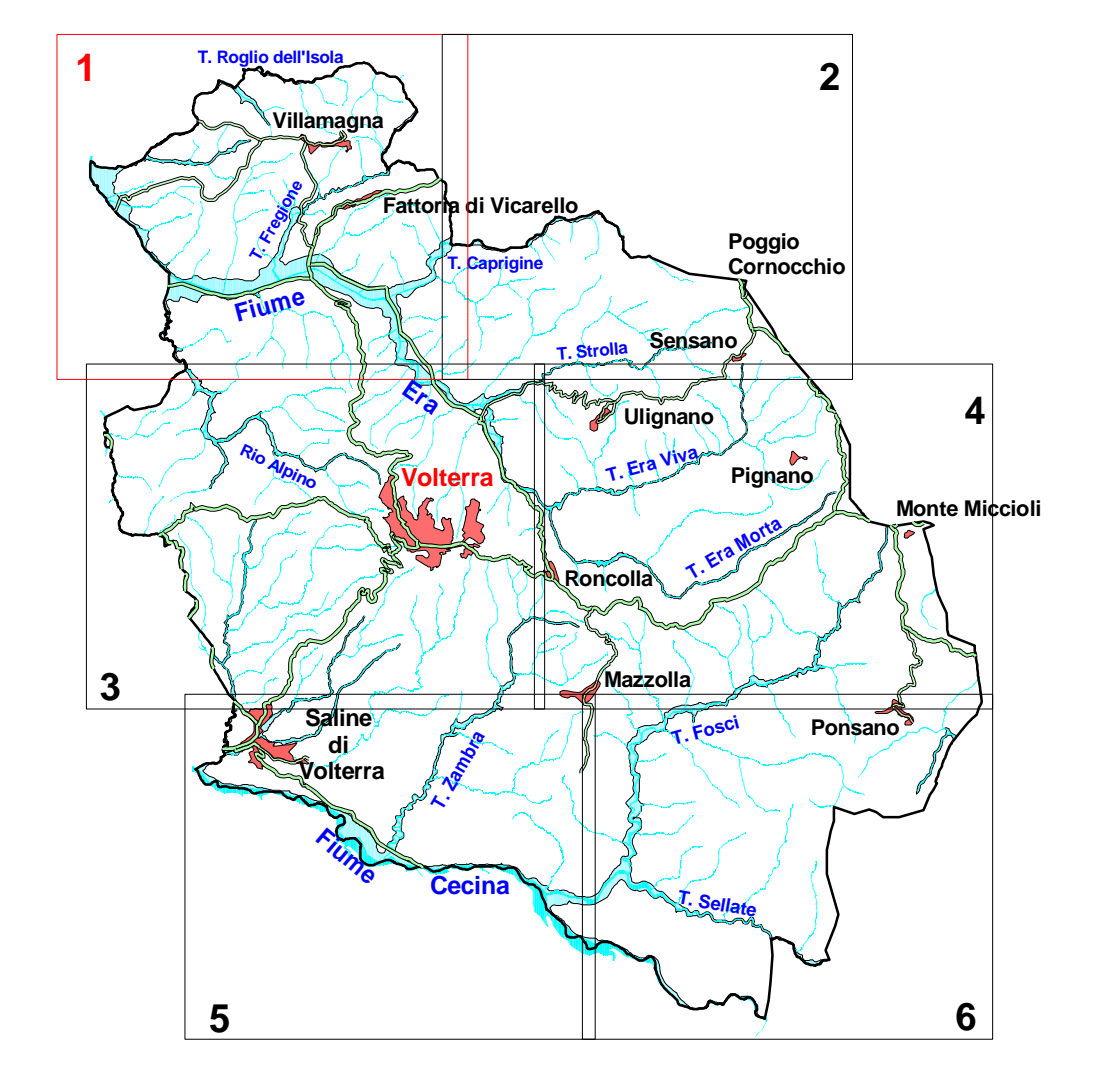 T. Roglio dell'Isola
1
2
Villamagna
T. Fregione
Fattoria di Vicarello
Poggio
Cornocchio
T. Caprigine
Fiume
Sensano
T. Strolla
Era
4
Ulignano
Rio Alpino
Volterra
T. Era Viva
Pignano
Monte Miccioli
T. Era Morta
Roncolla
3
Mazzolla
Saline
di
Volterra
T. Zambra
T. Fosci
Ponsano
Fiume
Cecina
T. Sellate
5
6